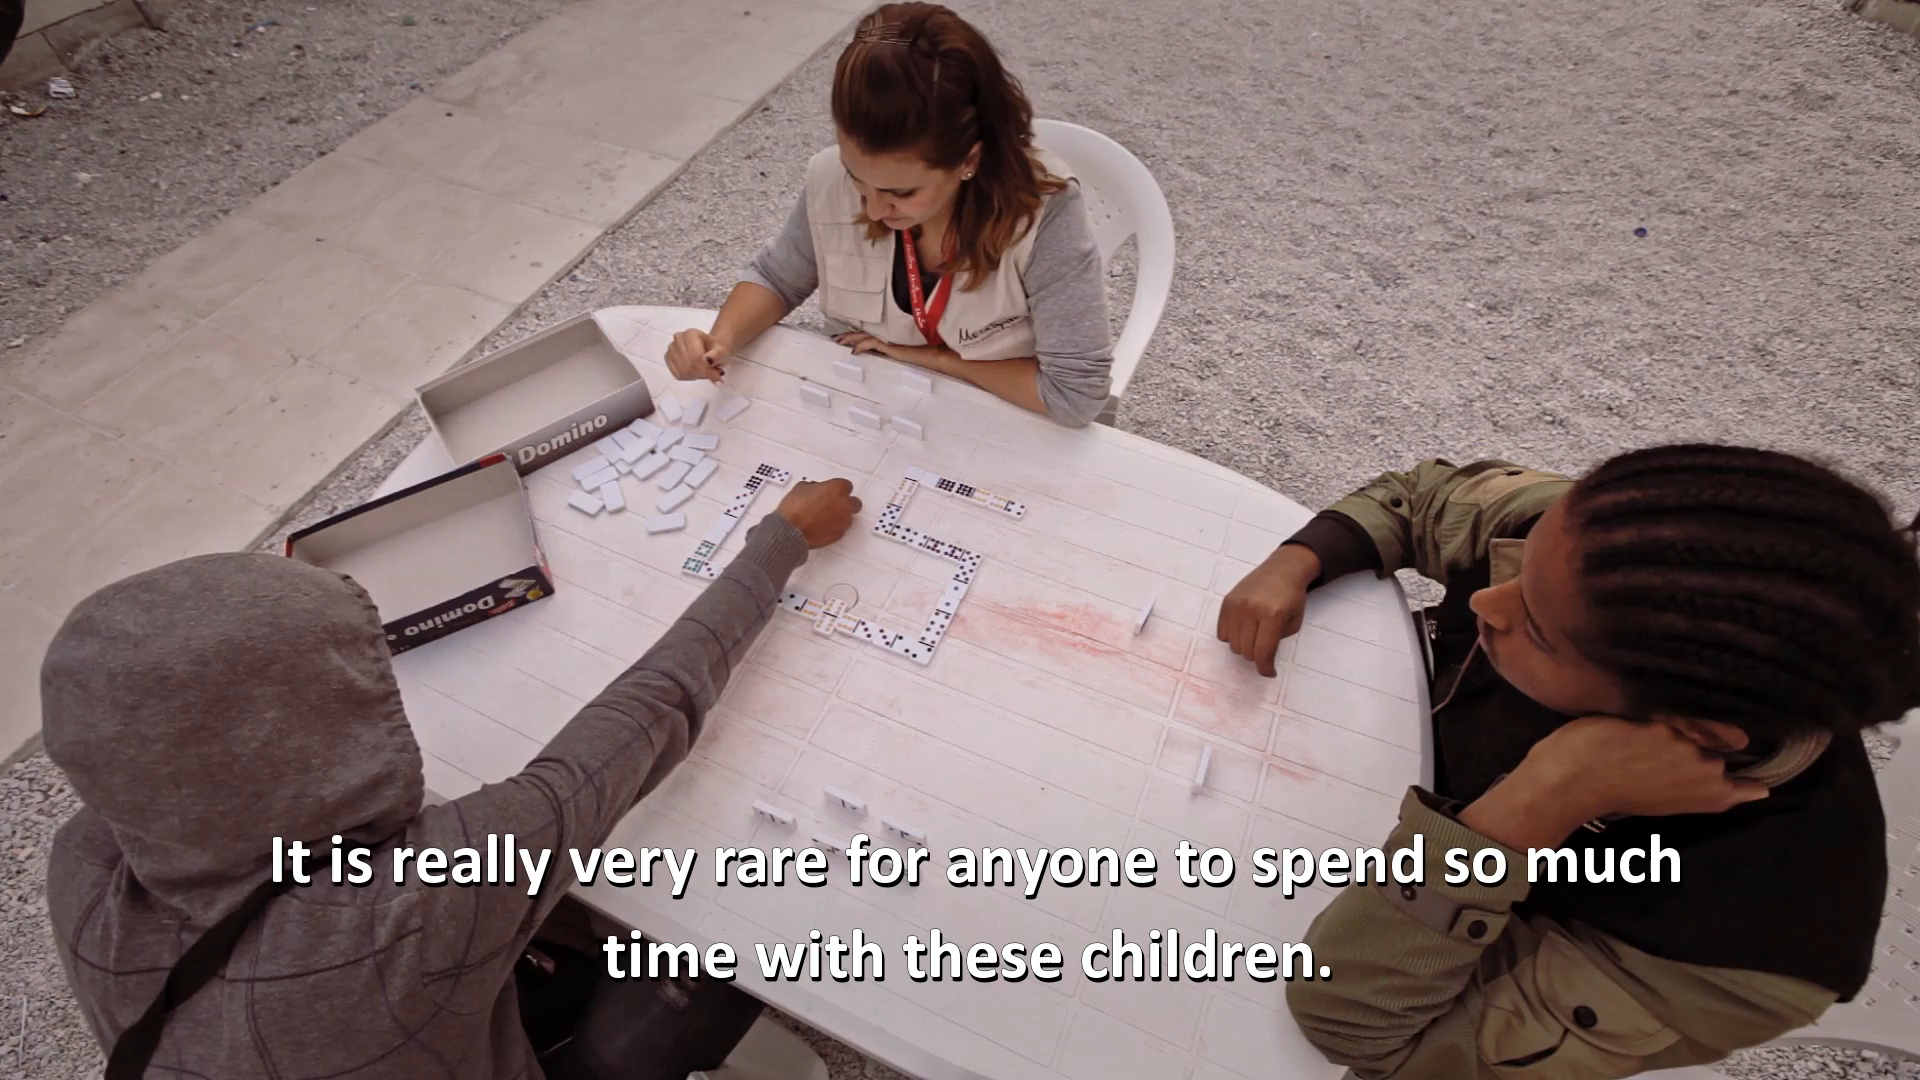 Domino
Domino
It is really very rare for anyone to spend so much
time with these children.